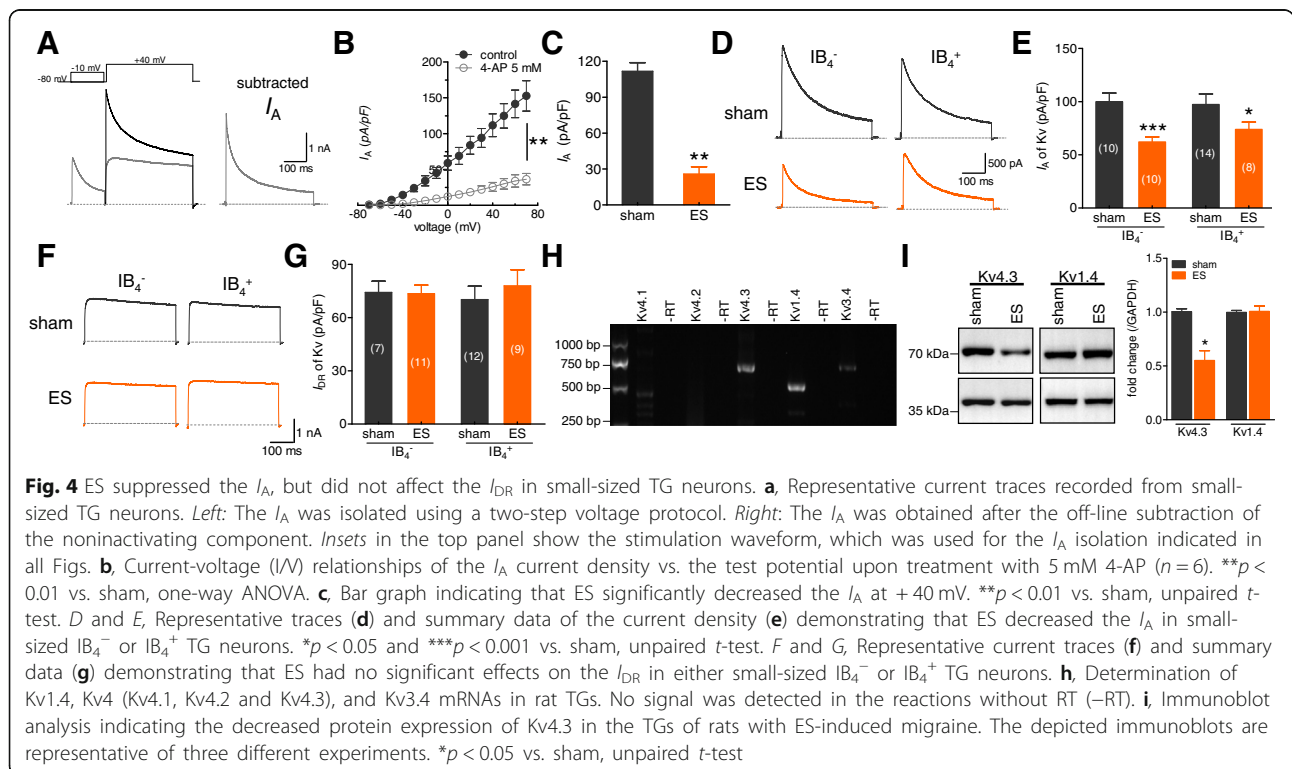 A
-10 mV
+40 mV
-80 mV
subtracted
I_A
1 nA
100 ms
B
control
4-AP 5 mM
200
150
100
50
0
I_A (pA/pF)
**
-80
-40
0
40
80
voltage (mV)
C
120
90
60
30
0
I_A (pA/pF)
**
sham
ES
D
IB4-
IB4+
sham
ES
500 pA
100 ms
E
150
100
50
0
I_A of Kv (pA/pF)
***
*
(10)
(10)
(14)
(8)
sham ES sham ES
IB4- IB4+
F
IB4-
IB4+
sham
ES
1 nA
100 ms
G
90
60
30
0
I_DR of Kv (pA/pF)
(7)
(11)
(12)
(9)
sham ES sham ES
IB4- IB4+
H
Kv4.1
-RT
Kv4.2
-RT
Kv4.3
-RT
Kv1.4
-RT
Kv3.4
-RT
1000 bp
750 bp
500 bp
250 bp
I
Kv4.3 Kv1.4
sham
ES
sham
ES
70 kDa
35 kDa
sham
ES
1.5
1.0
0.5
0.0
fold change (/GAPDH)
*
Kv4.3 Kv1.4
Fig. 4 ES suppressed the I_A, but did not affect the I_DR in small-sized TG neurons. a, Representative current traces recorded from small-
sized TG neurons. Left: The I_A was isolated using a two-step voltage protocol. Right: The I_A was obtained after the off-line subtraction of
the noninactivating component. Insets in the top panel show the stimulation waveform, which was used for the I_A isolation indicated in
all Figs. b, Current-voltage (I/V) relationships of the I_A current density vs. the test potential upon treatment with 5 mM 4-AP (n = 6). **p <
0.01 vs. sham, one-way ANOVA. c, Bar graph indicating that ES significantly decreased the I_A at + 40 mV. **p < 0.01 vs. sham, unpaired t-
test. D and E, Representative traces (d) and summary data of the current density (e) demonstrating that ES decreased the I_A in small-
sized IB4− or IB4+ TG neurons. *p < 0.05 and ***p < 0.001 vs. sham, unpaired t-test. F and G, Representative current traces (f) and summary
data (g) demonstrating that ES had no significant effects on the I_DR in either small-sized IB4− or IB4+ TG neurons. h, Determination of
Kv1.4, Kv4 (Kv4.1, Kv4.2 and Kv4.3), and Kv3.4 mRNAs in rat TGs. No signal was detected in the reactions without RT (−RT). i, Immunoblot
analysis indicating the decreased protein expression of Kv4.3 in the TGs of rats with ES-induced migraine. The depicted immunoblots are
representative of three different experiments. *p < 0.05 vs. sham, unpaired t-test